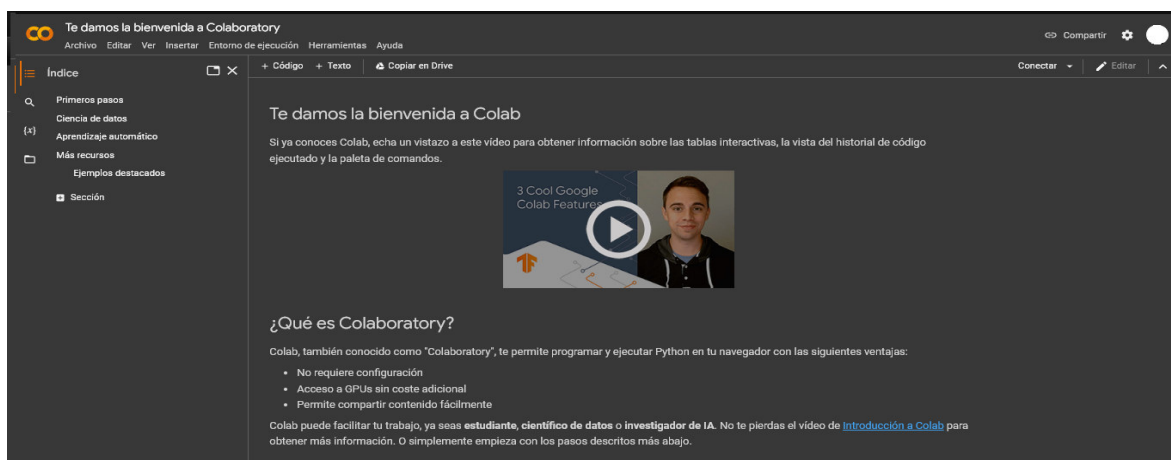 Te damos la bienvenida a Colaboratory
Archivo Editar Ver Insertar Entorno de ejecución Herramientas Ayuda
Compartir
Índice
+ Código + Texto Copiar en Drive
Conectar
Editar
Primeros pasos
Ciencia de datos
{x}
Aprendizaje automático
Más recursos
Ejemplos destacados
Sección
Te damos la bienvenida a Colab
Si ya conoces Colab, echa un vistazo a este vídeo para obtener información sobre las tablas interactivas, la vista del historial de código
ejecutado y la paleta de comandos.
3 Cool Google
Colab Features
¿Qué es Colaboratory?
Colab, también conocido como "Colaboratory", te permite programar y ejecutar Python en tu navegador con las siguientes ventajas:
• No requiere configuración
• Acceso a GPUs sin coste adicional
• Permite compartir contenido fácilmente
Colab puede facilitar tu trabajo, ya seas estudiante, científico de datos o investigador de IA. No te pierdas el vídeo de Introducción a Colab para
obtener más información. O simplemente empieza con los pasos descritos más abajo.